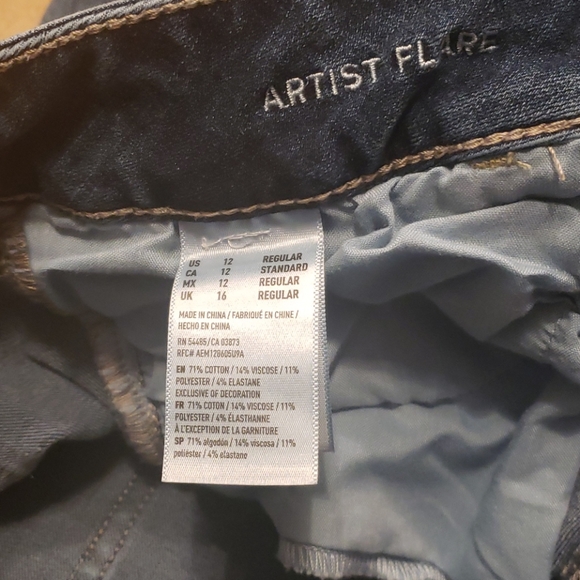 ARTIST FLARE
US 12 REGULAR
CA 12 STANDARD
MX 12 REGULAR
UK 16 REGULAR
MADE IN CHINA / FABRIQUÉ EN CHINE /
HECHO EN CHINA
RN 54485/CA 03873
RFC# AEM128605U9A
EN 71% COTTON / 14% VISCOSE / 11%
POLYESTER / 4% ELASTANE
EXCLUSIVE OF DECORATION
FR 71% COTON / 14% VISCOSE / 11%
POLYESTER / 4% ÉLASTHANNE
À L'EXCEPTION DE LA GARNITURE
SP 71% algodón / 14% viscosa / 11%
poliéster / 4% elastano